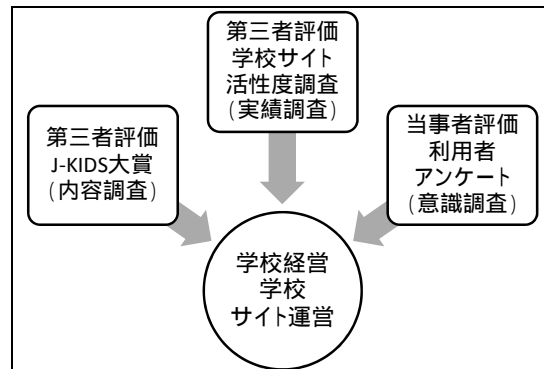 第三者評価
学校サイト
活性度調査
(実績調査)
第三者評価
J-KIDS大賞
(内容調査)
当事者評価
利用者
アンケート
(意識調査)
学校経営
学校
サイト運営